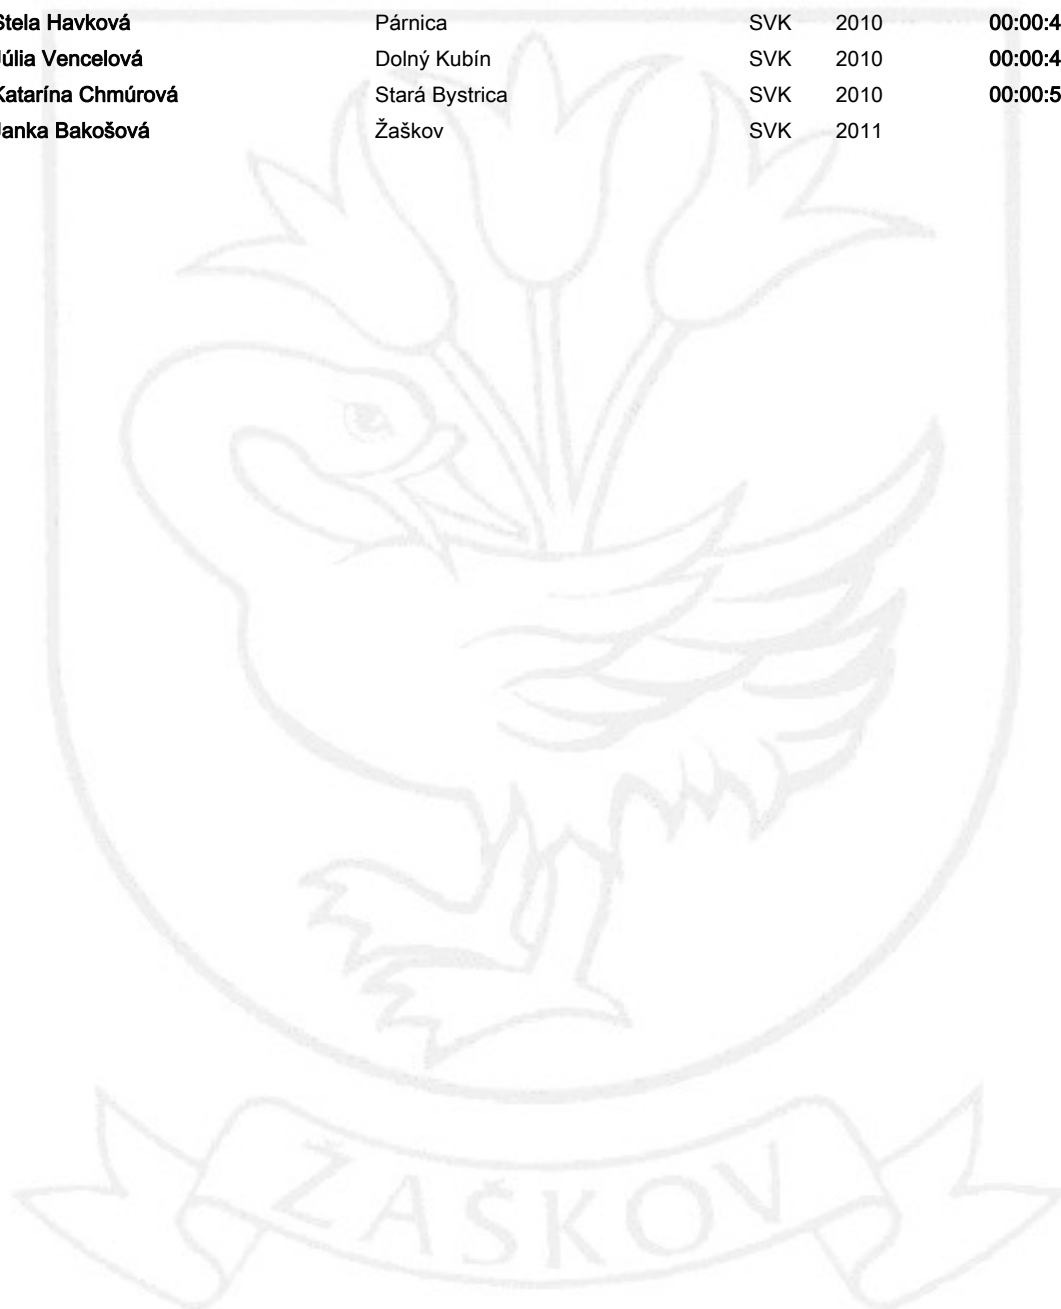 Stela Havková Párnica SVK 2010 00:00:4
Júlia Vencelová Dolný Kubín SVK 2010 00:00:4
Katarína Chmúrová Stará Bystrica SVK 2010 00:00:5
Janka Bakošová Žaškov SVK 2011
ŽAŠKOV